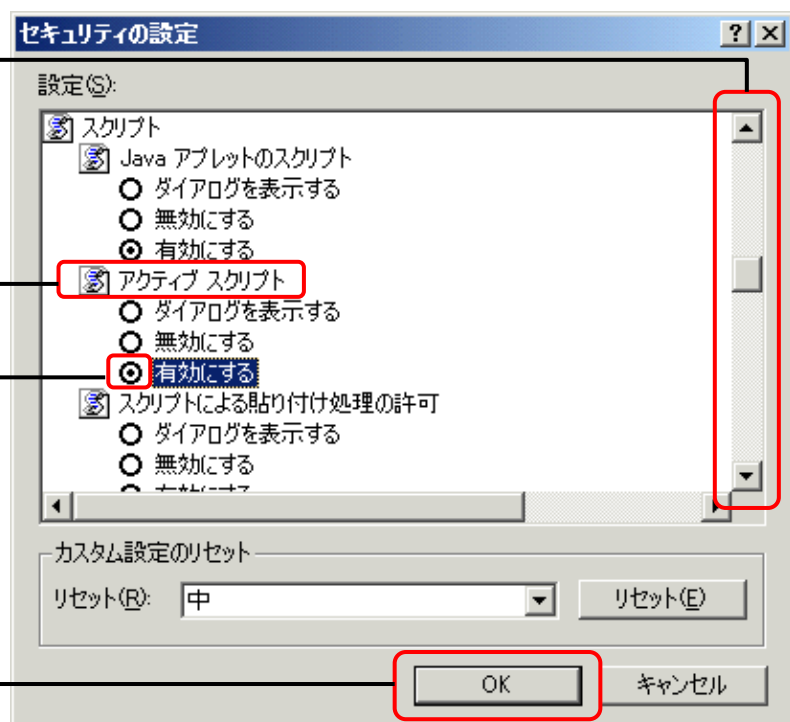 セキュリティの設定
設定(S):
スクリプト
Java アプレットのスクリプト
ダイアログを表示する
無効にする
有効にする
アクティブ スクリプト
ダイアログを表示する
無効にする
有効にする
スクリプトによる貼り付け処理の許可
ダイアログを表示する
無効にする
カスタム設定のリセット
リセット(R): 中 リセット(E)
OK キャンセル